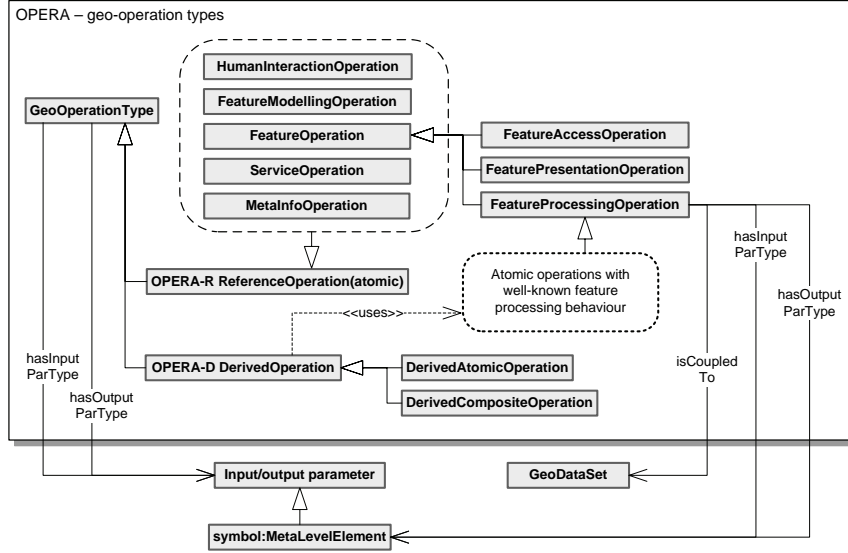 OPERA – geo-operation types
HumanInteractionOperation
FeatureModellingOperation
GeoOperationType
FeatureOperation
FeatureAccessOperation
ServiceOperation
FeaturePresentationOperation
MetaInfoOperation
FeatureProcessingOperation
hasInput
ParType
OPERA-R ReferenceOperation(atomic)
Atomic operations with
well-known feature
processing behaviour
hasOutput
ParType
<<uses>>
hasInput
ParType
OPERA-D DerivedOperation
DerivedAtomicOperation
isCoupled
To
hasOutput
ParType
DerivedCompositeOperation
Input/output parameter
GeoDataSet
symbol:MetaLevelElement